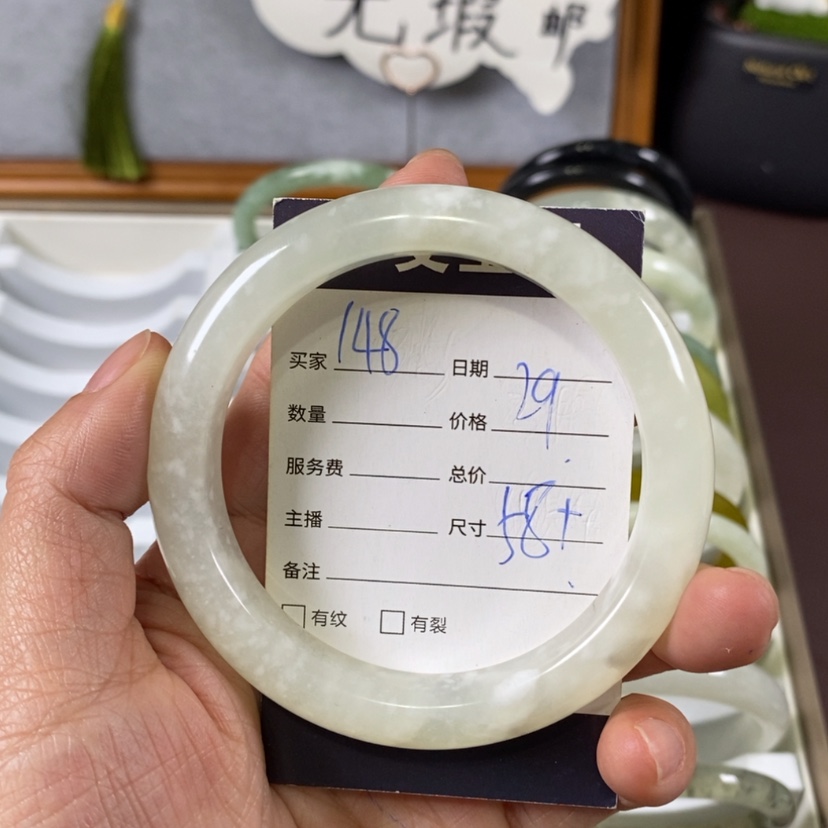 无瑕
买家 148 日期
数量 价格 29
服务费 总价
主播 尺寸 58+
备注
有纹 有裂